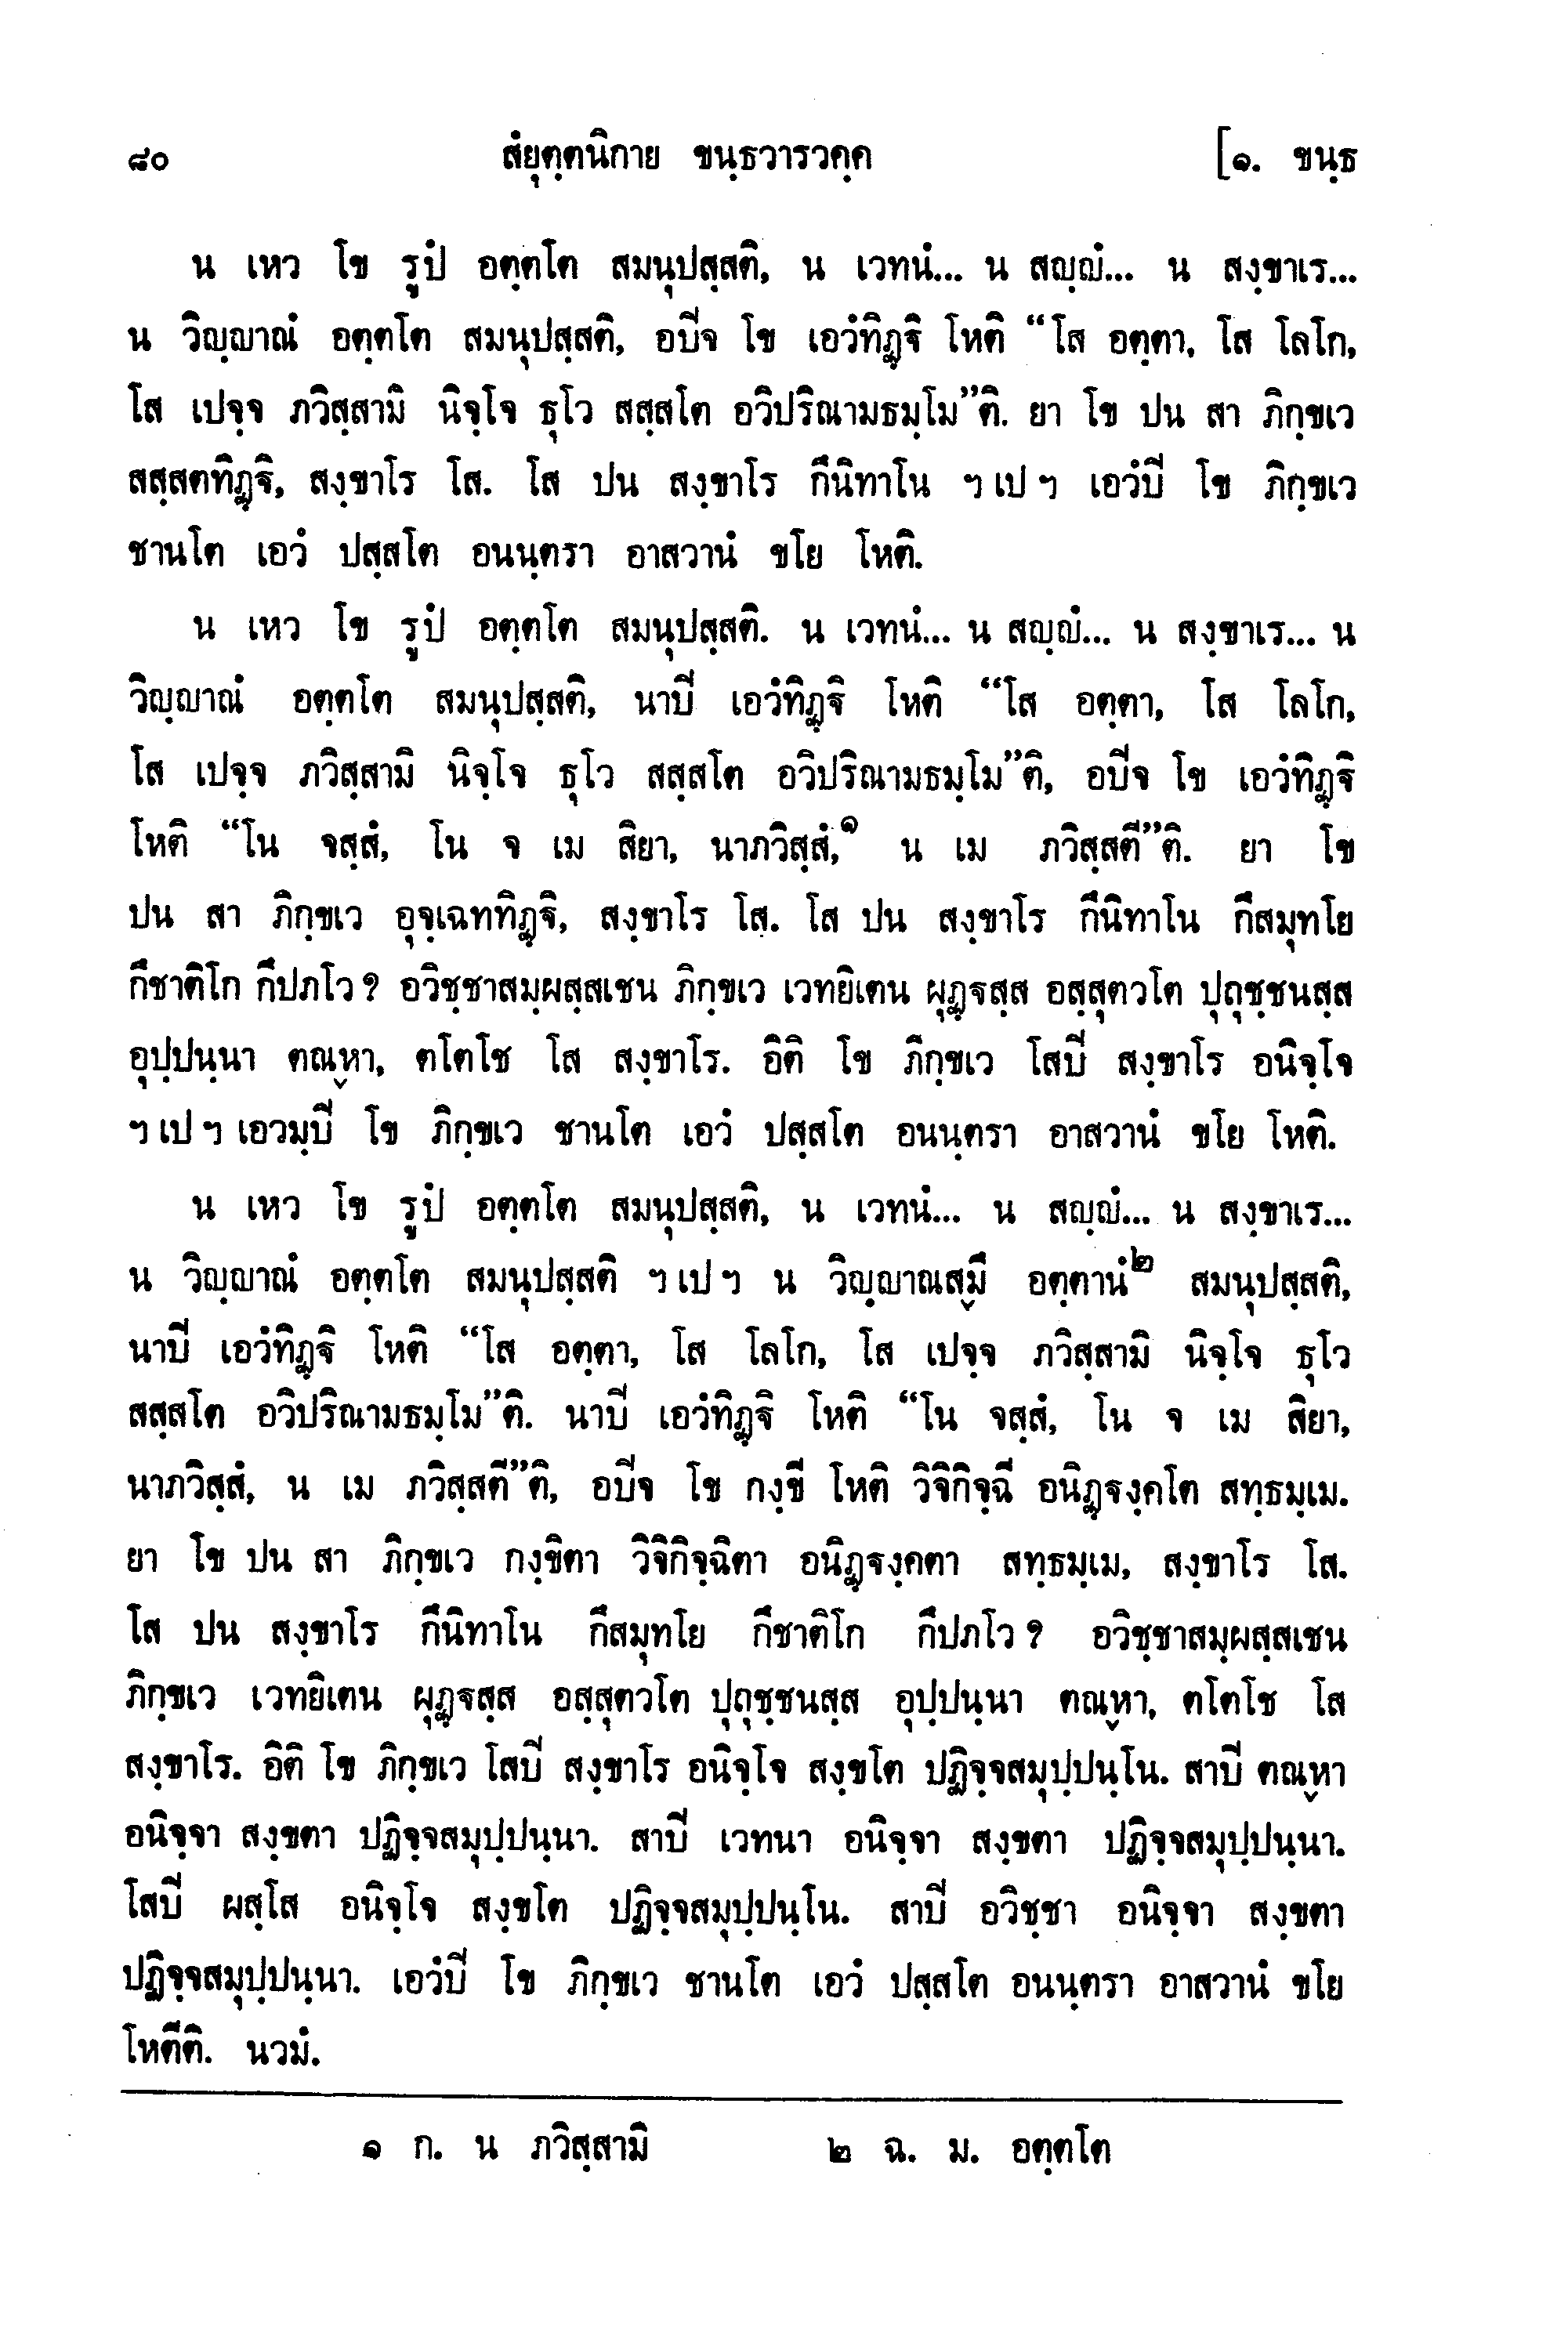 ๘๐ สํยุตฺตนิกาย ขนฺธวารวคฺค [๑. ขนฺธ
น เหว โข รูปํ อตฺตโต สมนุปสฺสติ, น เวทนํ... น สญฺญํ... น สงฺขาเร...
น วิญฺญาณํ อตฺตโต สมนุปสฺสติ, อปิจ โข เอวํทิฏฺฐิ โหติ “โส อตฺตา, โส โลโก,
โส เปจฺจ ภวิสฺสามิ นิจฺโจ ธุโว สสฺสโต อวิปริณามธมฺโม”ติ. ยา โข ปน สา ภิกฺขเว
สสฺสตทิฏฺฐิ, สงฺขาโร โส. โส ปน สงฺขาโร กึนิทาโน ฯ เป ฯ เอวํปิ โข ภิกฺขเว
ชานโต เอวํ ปสฺสโต อนนฺตรา อาสวานํ ขโย โหติ.
น เหว โข รูปํ อตฺตโต สมนุปสฺสติ. น เวทนํ... น สญฺญํ... น สงฺขาเร... น
วิญฺญาณํ อตฺตโต สมนุปสฺสติ, นาปิ เอวํทิฏฺฐิ โหติ “โส อตฺตา, โส โลโก,
โส เปจฺจ ภวิสฺสามิ นิจฺโจ ธุโว สสฺสโต อวิปริณามธมฺโม”ติ, อปิจ โข เอวํทิฏฺฐิ
โหติ “โน จสฺสํ, โน จ เม สิยา, นาภวิสฺสํ,๑ น เม ภวิสฺสตี”ติ. ยา โข
ปน สา ภิกฺขเว อุจฺเฉททิฏฺฐิ, สงฺขาโร โส. โส ปน สงฺขาโร กึนิทาโน กึสมุทโย
กึชาติโก กึปภโว? อวิชฺชาสมฺผสฺสเชน ภิกฺขเว เวทยิเตน ผุฏฺฐสฺส อสฺสุตวโต ปุถุชฺชนสฺส
อุปฺปนฺนา ตณฺหา, ตโตโช โส สงฺขาโร. อิติ โข ภิกฺขเว โสปิ สงฺขาโร อนิจฺโจ
ฯ เป ฯ เอวมฺปิ โข ภิกฺขเว ชานโต เอวํ ปสฺสโต อนนฺตรา อาสวานํ ขโย โหติ.
น เหว โข รูปํ อตฺตโต สมนุปสฺสติ, น เวทนํ... น สญฺญํ... น สงฺขาเร...
น วิญฺญาณํ อตฺตโต สมนุปสฺสติ ฯ เป ฯ น วิญฺญาณสฺมึ อตฺตานํ๒ สมนุปสฺสติ,
นาปิ เอวํทิฏฺฐิ โหติ “โส อตฺตา, โส โลโก, โส เปจฺจ ภวิสฺสามิ นิจฺโจ ธุโว
สสฺสโต อวิปริณามธมฺโม”ติ. นาปิ เอวํทิฏฺฐิ โหติ “โน จสฺสํ, โน จ เม สิยา,
นาภวิสฺสํ, น เม ภวิสฺสตี”ติ, อปิจ โข กงฺขี โหติ วิจิกิจฺฉี อนิฏฺฐงฺคโต สทฺธมฺเม.
ยา โข ปน สา ภิกฺขเว กงฺขิตา วิจิกิจฺฉิตา อนิฏฺฐงฺคตา สทฺธมฺเม, สงฺขาโร โส.
โส ปน สงฺขาโร กึนิทาโน กึสมุทโย กึชาติโก กึปภโว? อวิชฺชาสมฺผสฺสเชน
ภิกฺขเว เวทยิเตน ผุฏฺฐสฺส อสฺสุตวโต ปุถุชฺชนสฺส อุปฺปนฺนา ตณฺหา, ตโตโช โส
สงฺขาโร. อิติ โข ภิกฺขเว โสปิ สงฺขาโร อนิจฺโจ สงฺขโต ปฏิจฺจสมุปฺปนฺโน. สาปิ ตณฺหา
อนิจฺจา สงฺขตา ปฏิจฺจสมุปฺปนฺนา. สาปิ เวทนา อนิจฺจา สงฺขตา ปฏิจฺจสมุปฺปนฺนา.
โสปิ ผสฺโส อนิจฺโจ สงฺขโต ปฏิจฺจสมุปฺปนฺโน. สาปิ อวิชฺชา อนิจฺจา สงฺขตา
ปฏิจฺจสมุปฺปนฺนา. เอวํปิ โข ภิกฺขเว ชานโต เอวํ ปสฺสโต อนนฺตรา อาสวานํ ขโย
โหตีติ. นวมํ.
๑ ก. น ภวิสฺสามิ ๒ ฉ. ม. อตฺตโต